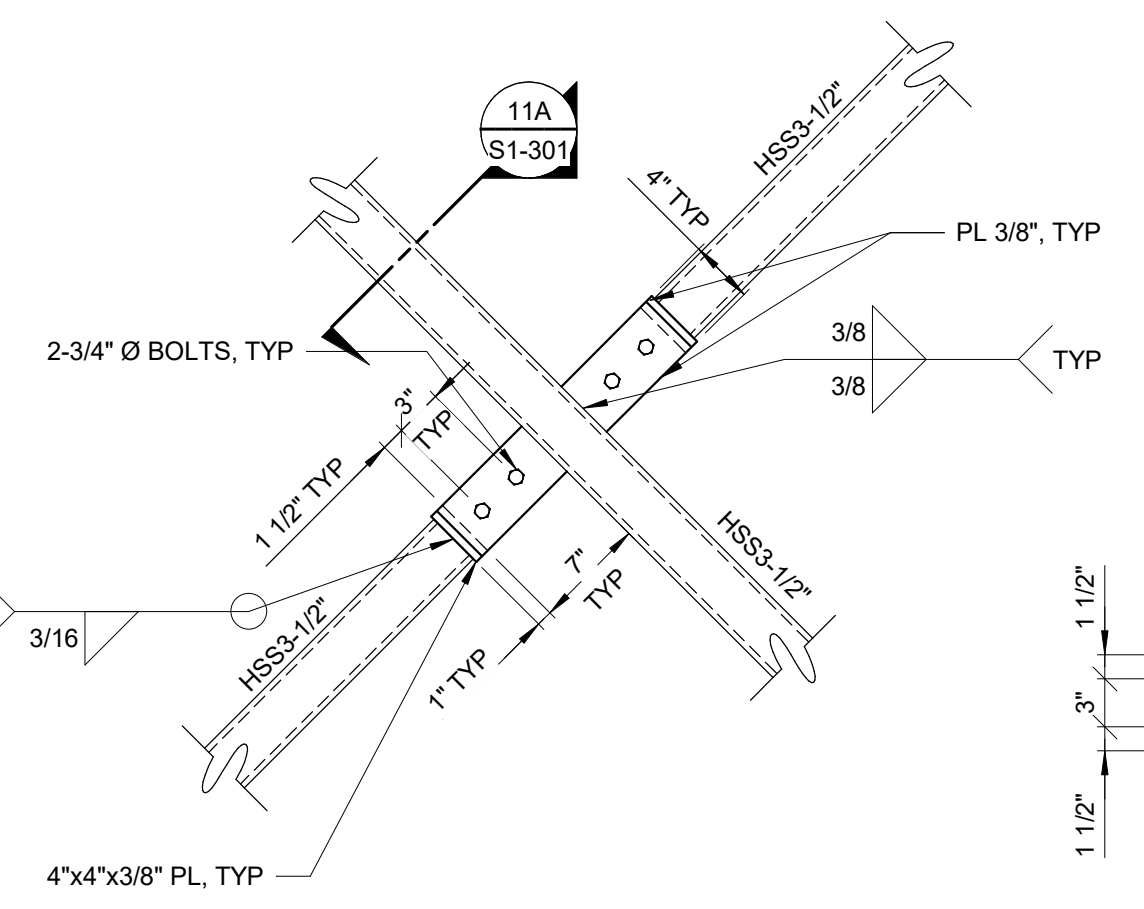 11A
S1-301
HSS3-1/2"
4" TYP
PL 3/8", TYP
2-3/4" Ø BOLTS, TYP
3/8
3/8
TYP
3"
TYP
1 1/2" TYP
HSS3-1/2"
7"
TYP
1" TYP
3/16
HSS3-1/2"
1 1/2"
3"
1 1/2"
4"x4"x3/8" PL, TYP